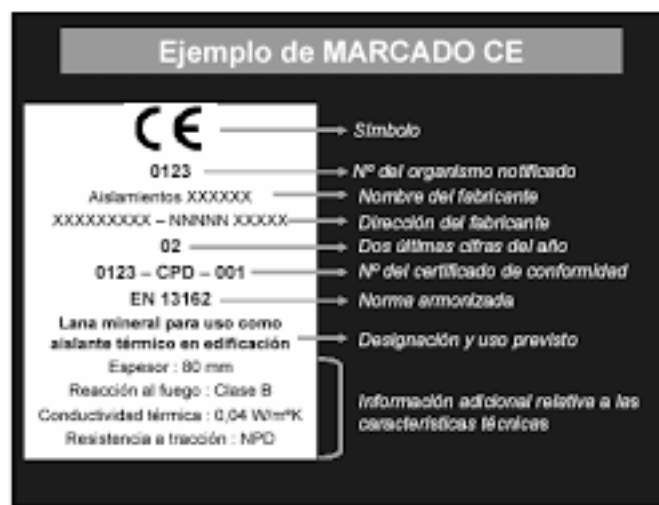 Ejemplo de MARCADO CE
CE
Símbolo
0123
Nº del organismo notificado
Aislamientos XXXXXX
Nombre del fabricante
XXXXXXXXX – NNNNN XXXXX
Dirección del fabricante
02
Dos últimas cifras del año
0123 – CPD – 001
Nº del certificado de conformidad
EN 13162
Norma armonizada
Lana mineral para uso como
aislante térmico en edificación
Designación y uso previsto
Espesor : 80 mm
Reacción al fuego : Clase B
Conductividad térmica : 0,04 W/mºK
Resistencia a tracción : NPD
Información adicional relativa a las
características técnicas